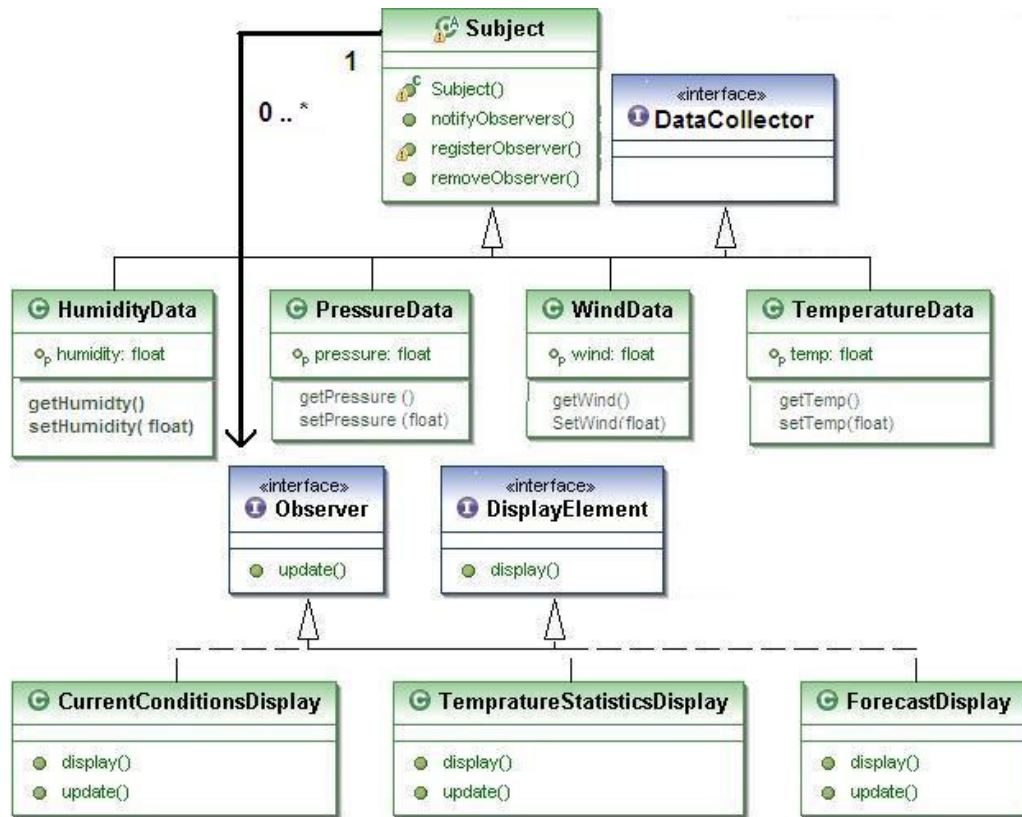 Subject
Subject()
notifyObservers()
registerObserver()
removeObserver()
1
0 .. *
«interface»
DataCollector
HumidityData
humidity: float
getHumidty()
setHumidity( float)
PressureData
pressure: float
getPressure ()
setPressure (float)
WindData
wind: float
getWind()
SetWind(float)
TemperatureData
temp: float
getTemp()
setTemp(float)
«interface»
Observer
update()
«interface»
DisplayElement
display()
CurrentConditionsDisplay
display()
update()
TempratureStatisticsDisplay
display()
update()
ForecastDisplay
display()
update()